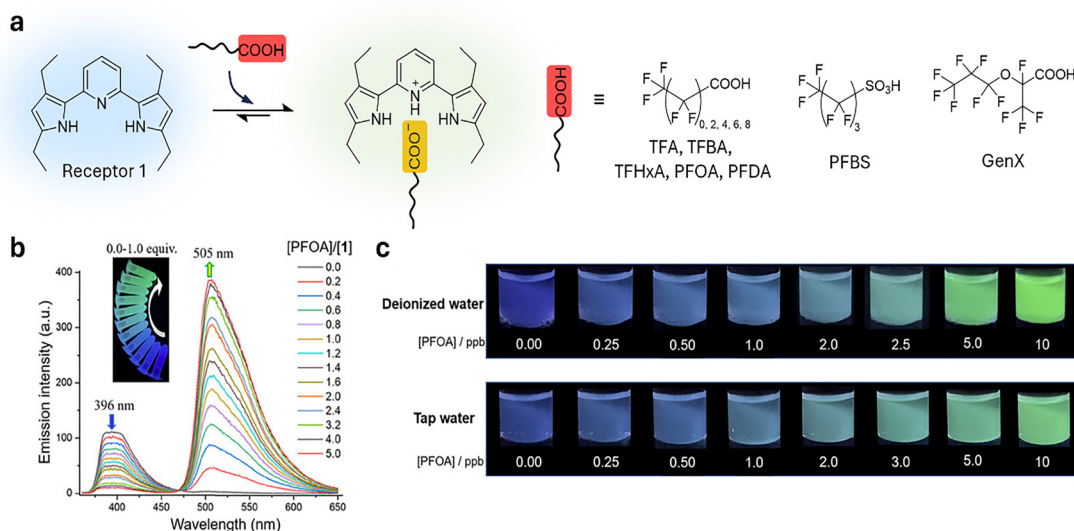 a
COOH
N
NH
HN
Receptor 1
N
+
H
NH
HN
COO⁻
COOH
≡
F F
F
F F
COOH
0, 2, 4, 6, 8
TFA, TFBA,
TFHxA, PFOA, PFDA
F F
F
F F
SO₃H
3
PFBS
F F F F
F
F
F F
O
F
COOH
F
F F
GenX
b
0.0-1.0 equiv.
505 nm
[PFOA]/[1]
0.0
0.2
0.4
0.6
0.8
1.0
1.2
1.4
1.6
2.0
2.4
3.2
4.0
5.0
396 nm
Emission intensity (a.u.)
400
300
200
100
0
400 450 500 550 600 650
Wavelength (nm)
c
Deionized water
[PFOA] / ppb
0.00 0.25 0.50 1.0 2.0 2.5 5.0 10
Tap water
[PFOA] / ppb
0.00 0.25 0.50 1.0 2.0 3.0 5.0 10